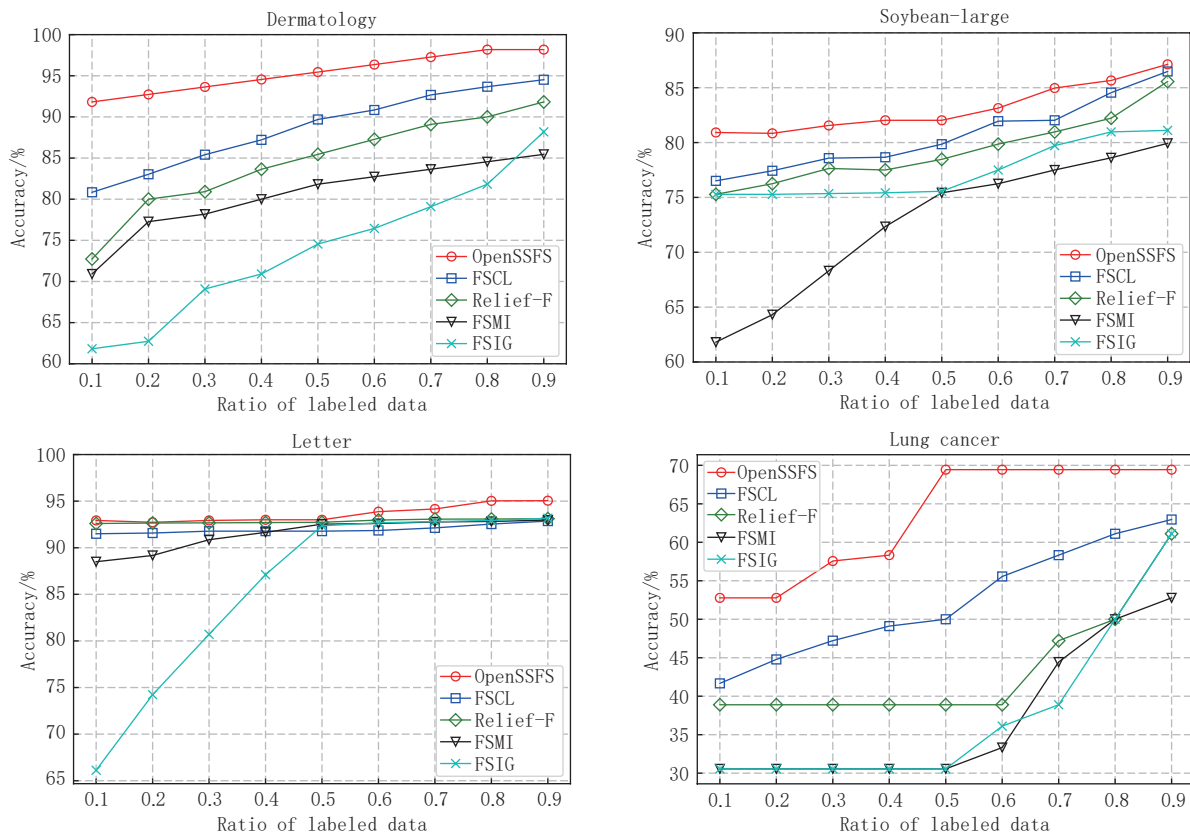 Dermatology
100
95
90
85
80
75
70
65
60
Accuracy/%
OpenSSFS
FSCL
Relief-F
FSMI
FSIG
0.1 0.2 0.3 0.4 0.5 0.6 0.7 0.8 0.9
Ratio of labeled data
Soybean-large
90
85
80
75
70
65
60
Accuracy/%
OpenSSFS
FSCL
Relief-F
FSMI
FSIG
0.1 0.2 0.3 0.4 0.5 0.6 0.7 0.8 0.9
Ratio of labeled data
Letter
100
95
90
85
80
75
70
65
Accuracy/%
OpenSSFS
FSCL
Relief-F
FSMI
FSIG
0.1 0.2 0.3 0.4 0.5 0.6 0.7 0.8 0.9
Ratio of labeled data
Lung cancer
70
65
60
55
50
45
40
35
30
Accuracy/%
OpenSSFS
FSCL
Relief-F
FSMI
FSIG
0.1 0.2 0.3 0.4 0.5 0.6 0.7 0.8 0.9
Ratio of labeled data